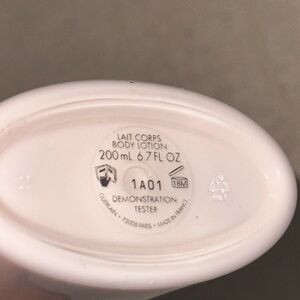 LAIT CORPS
BODY LOTION
200 mL 6.7 FL OZ.
1A01
18M
DEMONSTRATION
TESTER
GUERLAIN • 75008 PARIS • MADE IN FRANCE